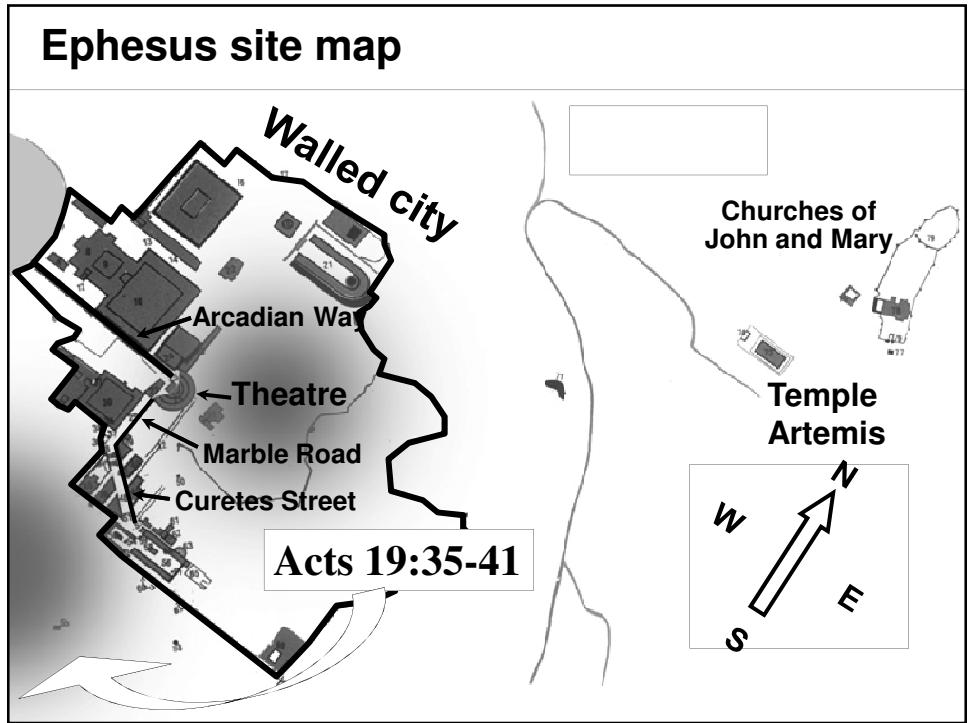 Ephesus site map
Walled city
Churches of
John and Mary
Arcadian Way
Theatre
Temple
Artemis
Marble Road
Curetes Street
Acts 19:35-41
N
W
E
S